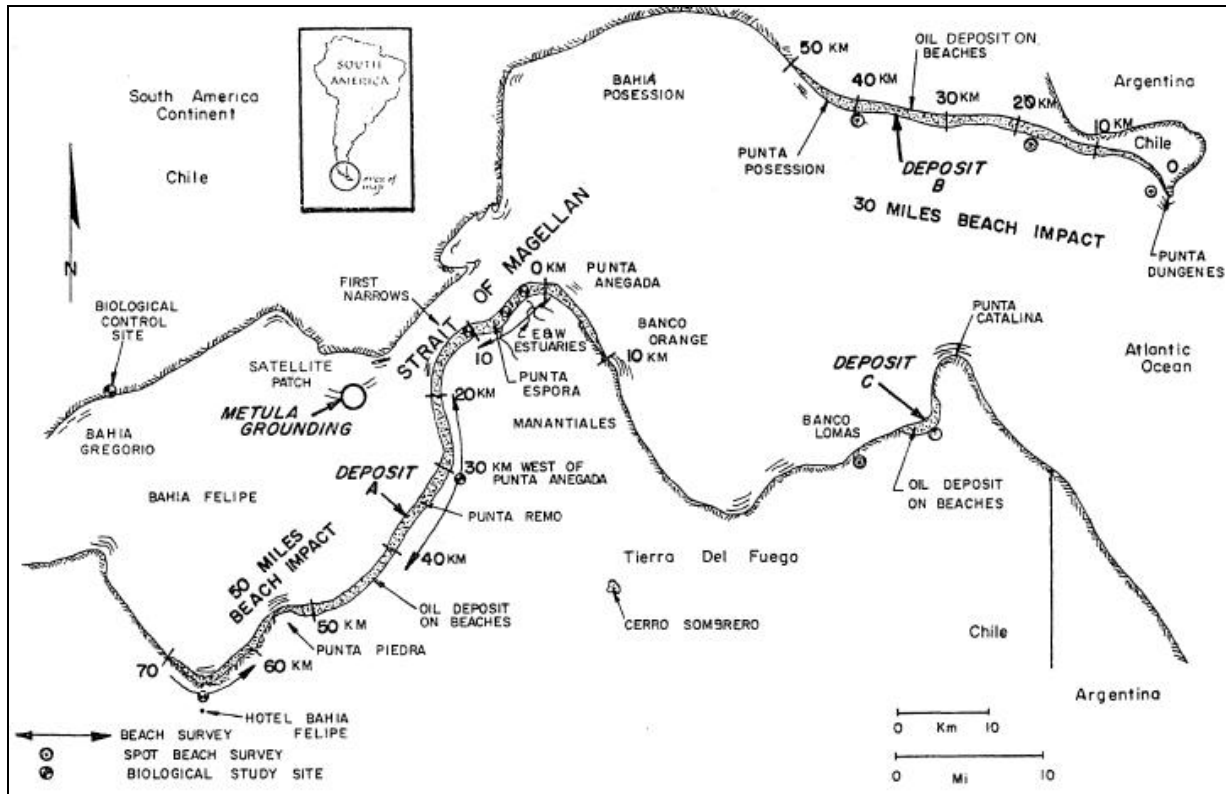 South America
Continent
Chile
N
SOUTH
AMERICA
area of
map
BAHIA
POSESSION
50 KM
OIL DEPOSIT ON
BEACHES
40 KM
30 KM
20 KM
10 KM
Argentina
Chile
O
PUNTA
POSESSION
DEPOSIT
B
30 MILES BEACH IMPACT
PUNTA
DUNGENES
STRAIT OF MAGELLAN
FIRST
NARROWS
0 KM
PUNTA
ANEGADA
BIOLOGICAL
CONTROL
SITE
SATELLITE
PATCH
METULA
GROUNDING
BAHIA
GREGORIO
10
E&W
ESTUARIES
PUNTA
ESPORA
BANCO
ORANGE
10 KM
20 KM
MANANTIALES
PUNTA
CATALINA
DEPOSIT
C
BANCO
LOMAS
OIL DEPOSIT
ON BEACHES
Atlantic
Ocean
BAHIA FELIPE
DEPOSIT
A
30 KM WEST OF
PUNTA ANEGADA
PUNTA REMO
40 KM
50 MILES
BEACH IMPACT
OIL DEPOSIT
ON BEACHES
50 KM
PUNTA PIEDRA
60 KM
70
Tierra Del Fuego
CERRO SOMBRERO
Chile
Argentina
HOTEL BAHIA
FELIPE
BEACH SURVEY
SPOT BEACH SURVEY
BIOLOGICAL STUDY SITE
0 Km 10
0 Mi 10